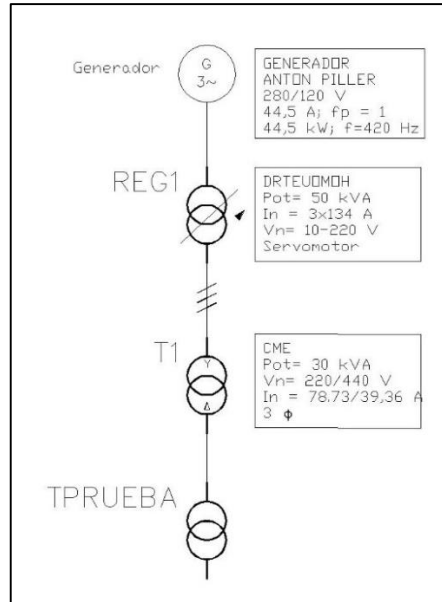 Generador
G
3~
GENERADOR
ANTON PILLER
280/120 V
44,5 A; fp = 1
44,5 kW; f=420 Hz
REG1
DRTEUOMOH
Pot= 50 kVA
In = 3x134 A
Vn= 10-220 V
Servomotor
T1
Y
Δ
CME
Pot= 30 kVA
Vn= 220/440 V
In = 78.73/39,36 A
3 ϕ
TPRUEBA